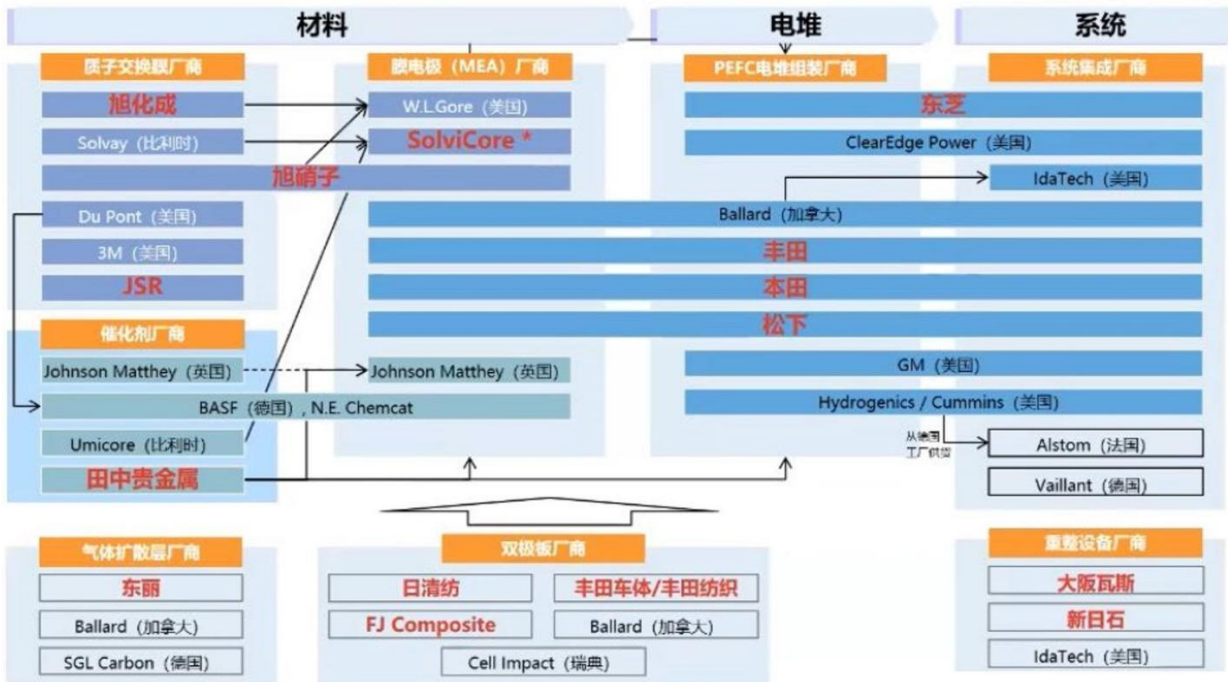 材料
电堆
系统
质子交换膜厂商
膜电极（MEA）厂商
PEFC电堆组装厂商
系统集成厂商
旭化成
W.L.Gore（美国）
东芝
Solvay（比利时）
SolviCore *
ClearEdge Power（美国）
旭硝子
IdaTech（美国）
Du Pont（美国）
Ballard（加拿大）
3M（美国）
丰田
JSR
本田
松下
催化剂厂商
Johnson Matthey（英国）
Johnson Matthey（英国）
GM（美国）
BASF（德国）, N.E. Chemcat
Hydrogenics / Cummins（美国）
Umicore（比利时）
从德国
工厂供货
Alstom（法国）
田中贵金属
Vaillant（德国）
气体扩散层厂商
双极板厂商
重整设备厂商
东丽
日清纺
丰田车体/丰田纺织
大阪瓦斯
Ballard（加拿大）
FJ Composite
Ballard（加拿大）
新日石
SGL Carbon（德国）
Cell Impact（瑞典）
IdaTech（美国）